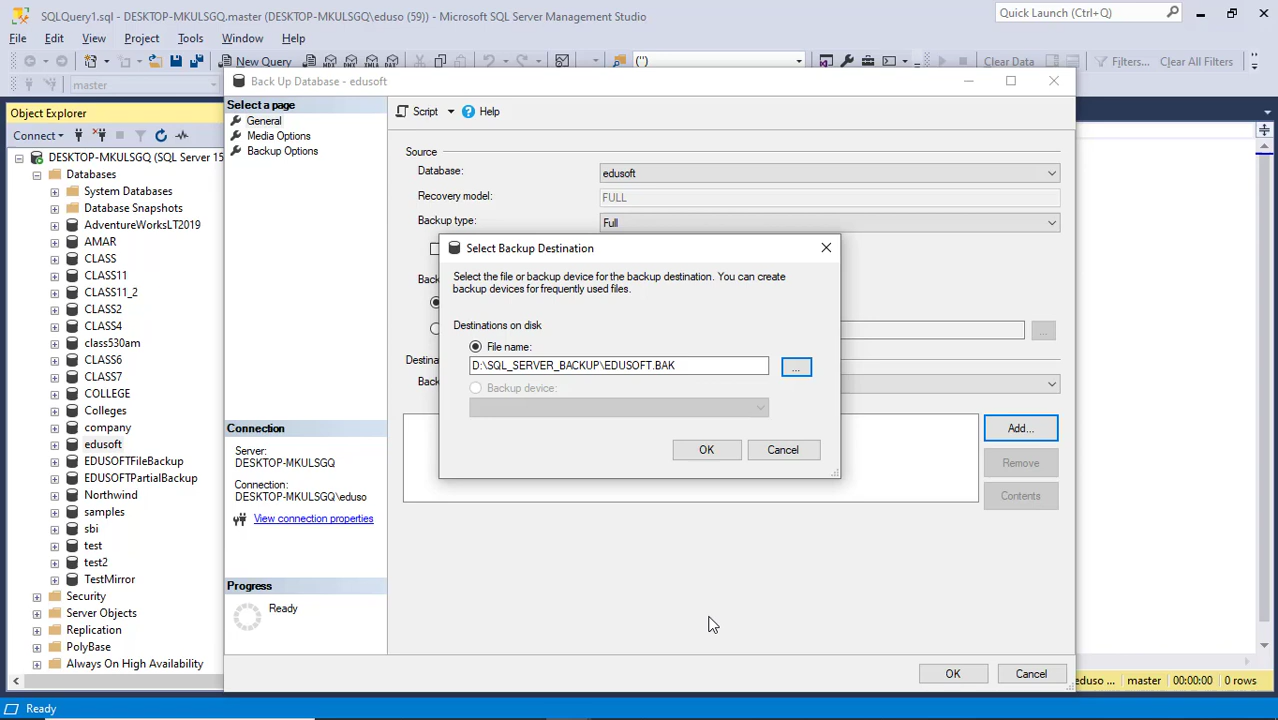 SQLQuery1.sql - DESKTOP-MKULSGQ.master (DESKTOP-MKULSGQ\eduso (59)) - Microsoft SQL Server Management Studio
Quick Launch (Ctrl+Q)
File Edit View Project Tools Window Help
New Query
MDX DMX XMLA DAX
('')
Clear Data Filters... Clear All Filters
master
Object Explorer
Connect
DESKTOP-MKULSGQ (SQL Server 15
Databases
System Databases
Database Snapshots
AdventureWorksLT2019
AMAR
CLASS
CLASS11
CLASS11_2
CLASS2
CLASS4
class530am
CLASS6
CLASS7
COLLEGE
Colleges
company
edusoft
EDUSOFTFileBackup
EDUSOFTPartialBackup
Northwind
samples
sbi
test
test2
TestMirror
Security
Server Objects
Replication
PolyBase
Always On High Availability
Back Up Database - edusoft
Select a page
General
Media Options
Backup Options
Script Help
Source
Database: edusoft
Recovery model: FULL
Backup type: Full
Back
Destinat
Back
Add...
Remove
Contents
Select Backup Destination
Select the file or backup device for the backup destination. You can create
backup devices for frequently used files.
Destinations on disk
File name:
D:\SQL_SERVER_BACKUP\EDUSOFT.BAK
...
Backup device:
OK Cancel
...
Connection
Server:
DESKTOP-MKULSGQ
Connection:
DESKTOP-MKULSGQ\eduso
View connection properties
Progress
Ready
OK Cancel
eduso ... master 00:00:00 0 rows
Ready